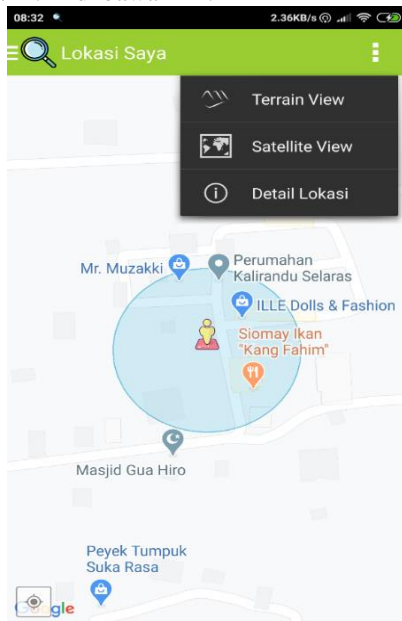 08:32
2.36KB/s
Lokasi Saya
Terrain View
Satellite View
Detail Lokasi
Mr. Muzakki
Perumahan
Kalirandu Selaras
ILLE Dolls & Fashion
Siomay Ikan
"Kang Fahim"
Masjid Gua Hiro
Peyek Tumpuk
Suka Rasa
gle